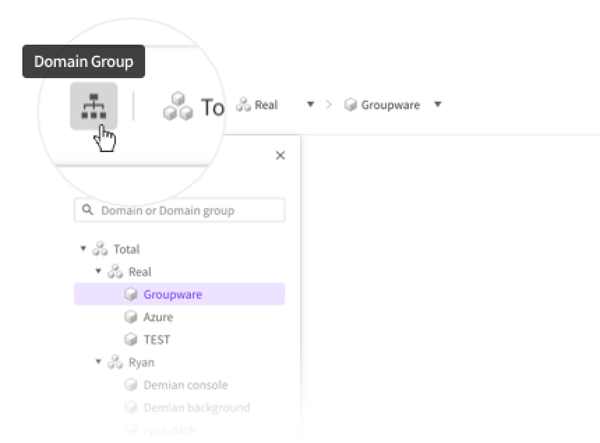 Domain Group
To Real > Groupware
Domain or Domain group
Total
Real
Groupware
Azure
TEST
Ryan
Demian console
Demian background
ryan dash